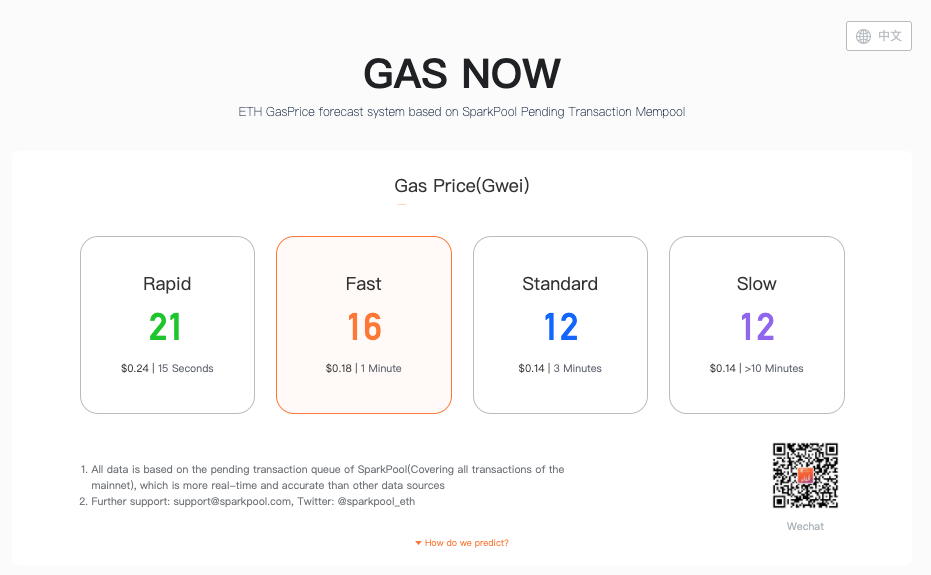 中文
GAS NOW
ETH GasPrice forecast system based on SparkPool Pending Transaction Mempool
Gas Price(Gwei)
Rapid
21
$0.24 | 15 Seconds
Fast
16
$0.18 | 1 Minute
Standard
12
$0.14 | 3 Minutes
Slow
12
$0.14 | >10 Minutes
1. All data is based on the pending transaction queue of SparkPool(Covering all transactions of the
mainnet), which is more real-time and accurate than other data sources
2. Further support: support@sparkpool.com, Twitter: @sparkpool_eth
Wechat
How do we predict?